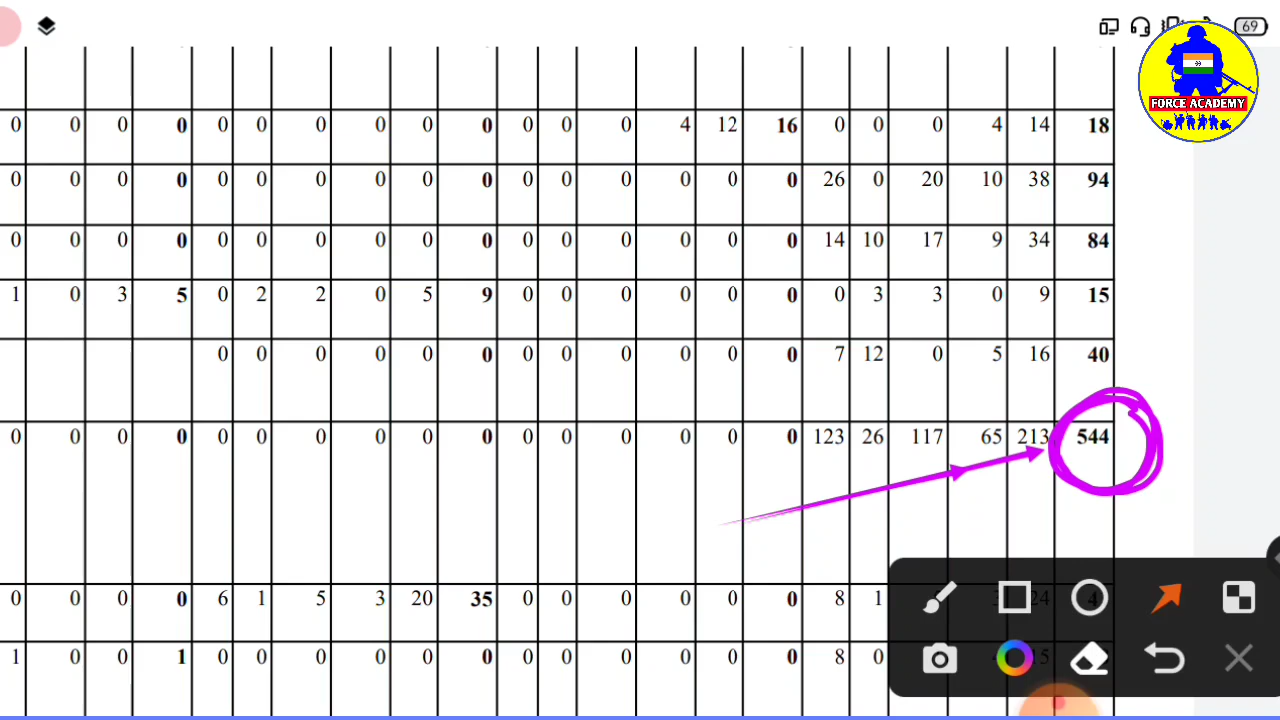 69
FORCE ACADEMY
0 0 0 0 0 0 0 0 0 0 0 0 0 4 12 16 0 0 0 4 14 18
0 0 0 0 0 0 0 0 0 0 0 0 0 0 0 0 26 0 20 10 38 94
0 0 0 0 0 0 0 0 0 0 0 0 0 0 0 0 14 10 17 9 34 84
1 0 3 5 0 2 2 0 5 9 0 0 0 0 0 0 0 3 3 0 9 15
0 0 0 0 0 0 0 0 0 0 0 0 7 12 0 5 16 40
0 0 0 0 0 0 0 0 0 0 0 0 0 0 0 0 123 26 117 65 213 544
0 0 0 0 6 1 5 3 20 35 0 0 0 0 0 0 8 1 24
1 0 0 1 0 0 0 0 0 0 0 0 0 0 0 0 8 0